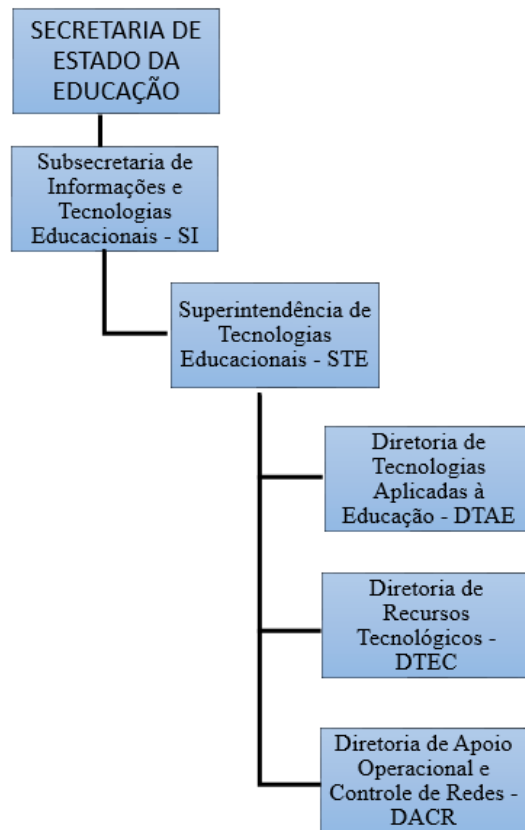 SECRETARIA DE
ESTADO DA
EDUCAÇÃO
Subsecretaria de
Informações e
Tecnologias
Educacionais - SI
Superintendência de
Tecnologias
Educacionais - STE
Diretoria de
Tecnologias
Aplicadas à
Educação - DTAE
Diretoria de
Recursos
Tecnológicos -
DTEC
Diretoria de Apoio
Operacional e
Controle de Redes -
DACR